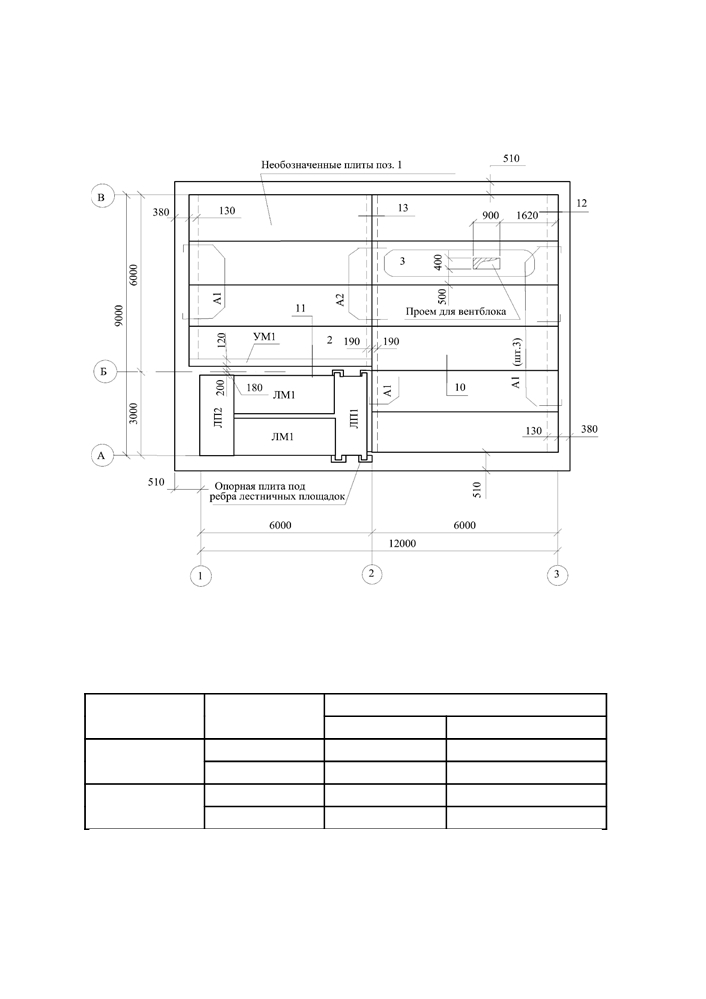 510
Необозначенные плиты поз. 1
В
380
130
13
900
1620
12
3
400
500
6000
9000
А1
А2
Проем для вентблока
11
120
УМ1
2
190
190
А1 (шт.3)
Б
200
180
ЛМ1
А1
10
ЛП2
ЛП1
3000
ЛМ1
130
380
А
510
Опорная плита под
ребра лестничных площадок
510
6000
6000
12000
1
2
3